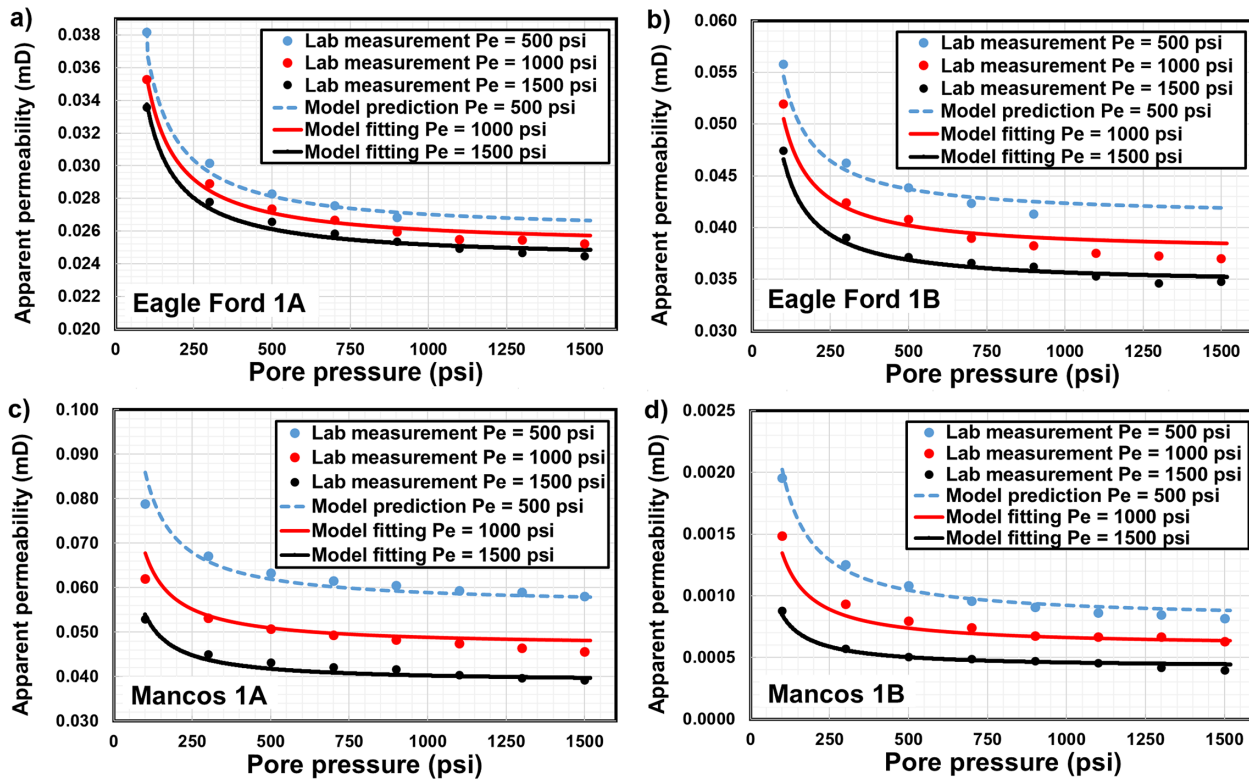 a)
Apparent permeability (mD)
0.038
0.036
0.034
0.032
0.030
0.028
0.026
0.024
0.022
0.020
Lab measurement Pe = 500 psi
Lab measurement Pe = 1000 psi
Lab measurement Pe = 1500 psi
Model prediction Pe = 500 psi
Model fitting Pe = 1000 psi
Model fitting Pe = 1500 psi
Eagle Ford 1A
0 250 500 750 1000 1250 1500
Pore pressure (psi)
b)
Apparent permeability (mD)
0.060
0.055
0.050
0.045
0.040
0.035
0.030
Lab measurement Pe = 500 psi
Lab measurement Pe = 1000 psi
Lab measurement Pe = 1500 psi
Model prediction Pe = 500 psi
Model fitting Pe = 1000 psi
Model fitting Pe = 1500 psi
Eagle Ford 1B
0 250 500 750 1000 1250 1500
Pore pressure (psi)
c)
Apparent permeability (mD)
0.100
0.090
0.080
0.070
0.060
0.050
0.040
0.030
Lab measurement Pe = 500 psi
Lab measurement Pe = 1000 psi
Lab measurement Pe = 1500 psi
Model prediction Pe = 500 psi
Model fitting Pe = 1000 psi
Model fitting Pe = 1500 psi
Mancos 1A
0 250 500 750 1000 1250 1500
Pore pressure (psi)
d)
Apparent permeability (mD)
0.0025
0.0020
0.0015
0.0010
0.0005
0.0000
Lab measurement Pe = 500 psi
Lab measurement Pe = 1000 psi
Lab measurement Pe = 1500 psi
Model prediction Pe = 500 psi
Model fitting Pe = 1000 psi
Model fitting Pe = 1500 psi
Mancos 1B
0 250 500 750 1000 1250 1500
Pore pressure (psi)